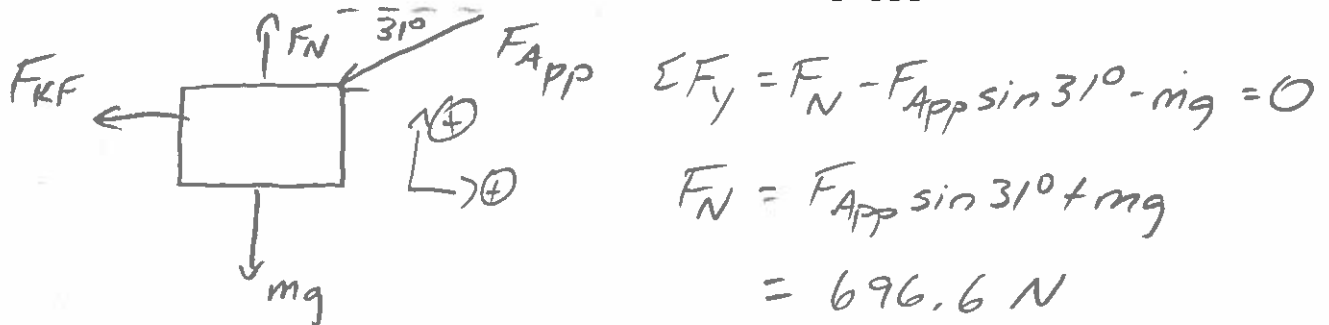 F_N 31°
F_App
F_KF
⊕
⊕
mg
ΣF_y = F_N - F_App sin 31° - mg = 0
F_N = F_App sin 31° + mg
= 696.6 N